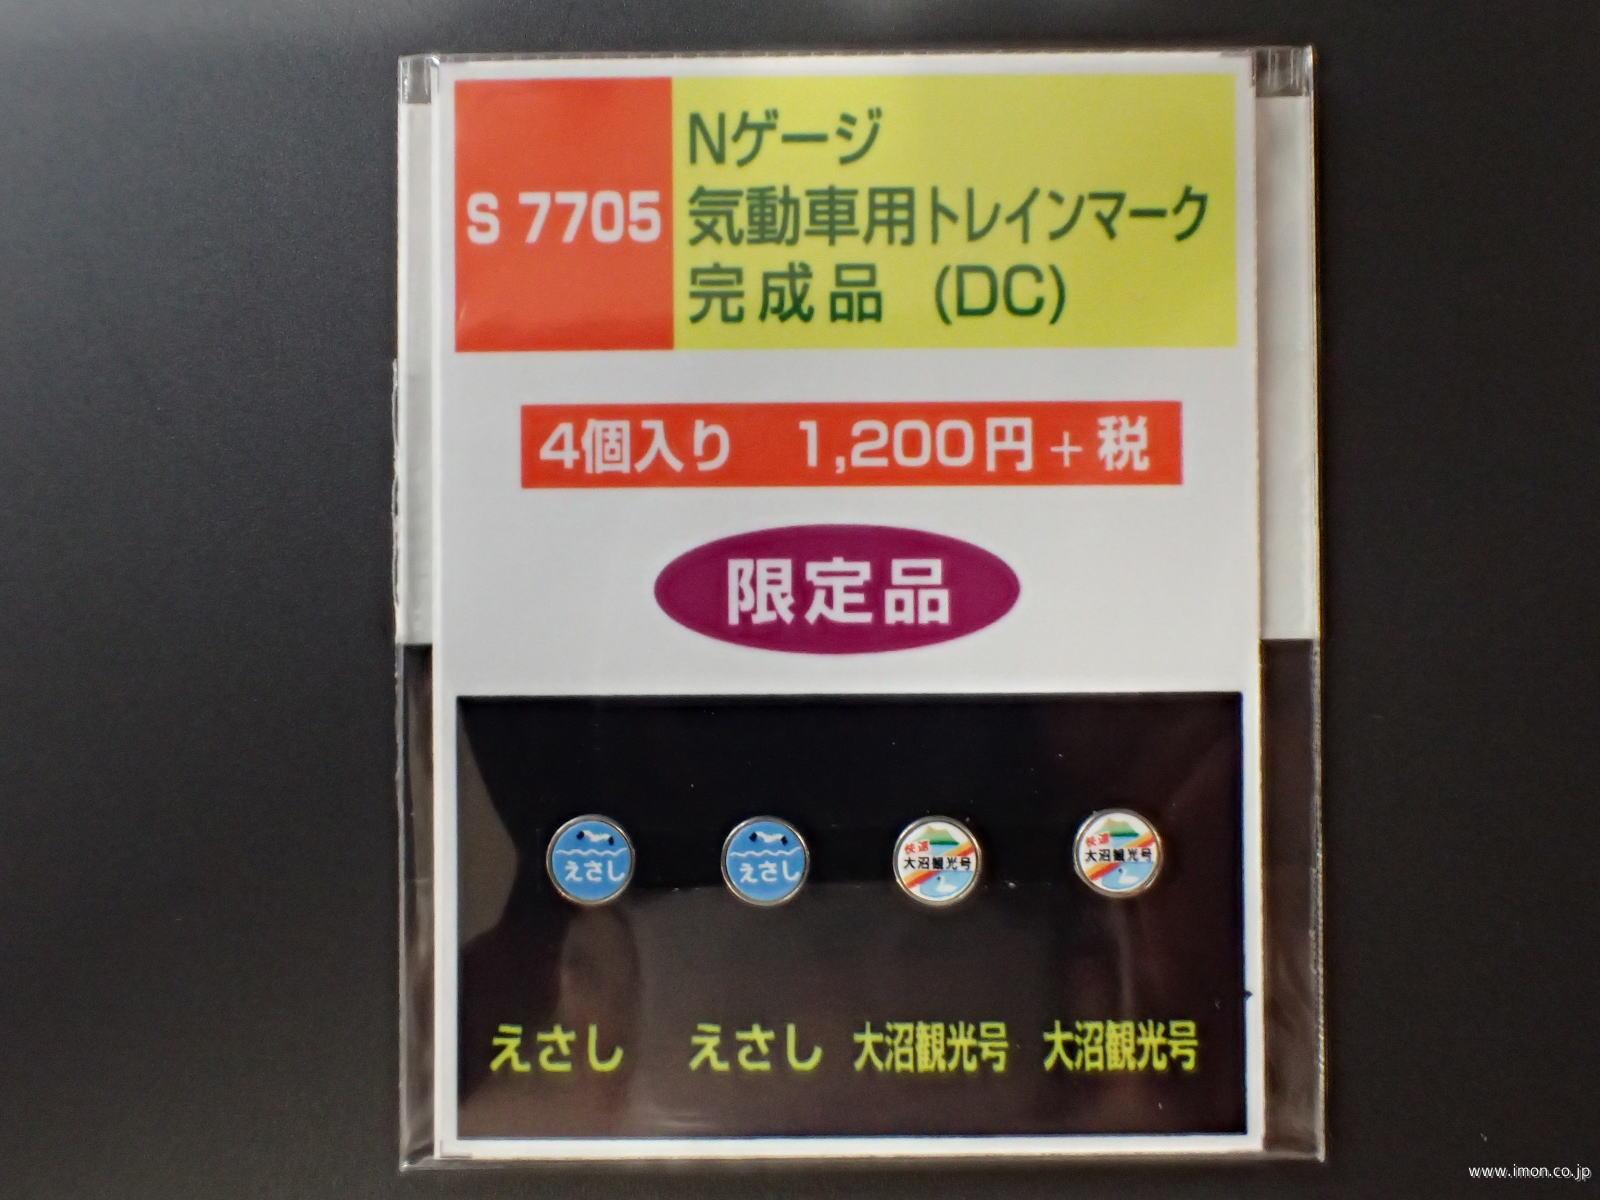 S 7705
Nゲージ
気動車用トレインマーク
完成品 (DC)
4個入り 1,200円+税
限定品
えさし
えさし
快速
大沼観光号
快速
大沼観光号
えさし えさし 大沼観光号 大沼観光号
www.imon.co.jp